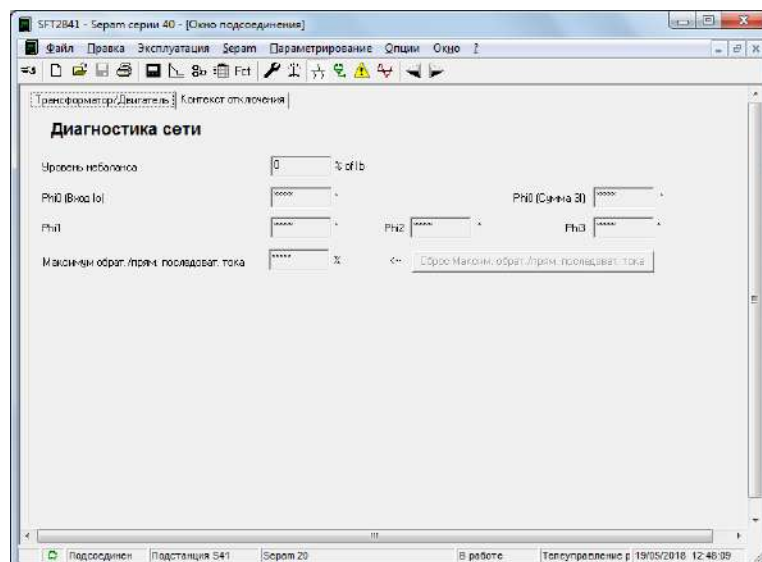 SFT2841 - Sepam серии 40 - [Окно подсоединения]
Файл Правка Эксплуатация Sepam Параметрирование Опции Окно ?
Fct
Трансформатор/Двигатель Контекст отключения
Диагностика сети
Уровень небаланса 0 % of Ib
Phi0 (Вход Io) ***** ° Phi0 (Сумма 3I) ***** °
Phi1 ***** ° Phi2 ***** ° Phi3 ***** °
Максимум обрат./прям. последоват. тока ***** % <-- Сброс Максим. обрат./прям. последоват. тока
Подсоединен Подстанция S41 Sepam 20 В работе Телеуправление р 19/05/2018 12:48:09